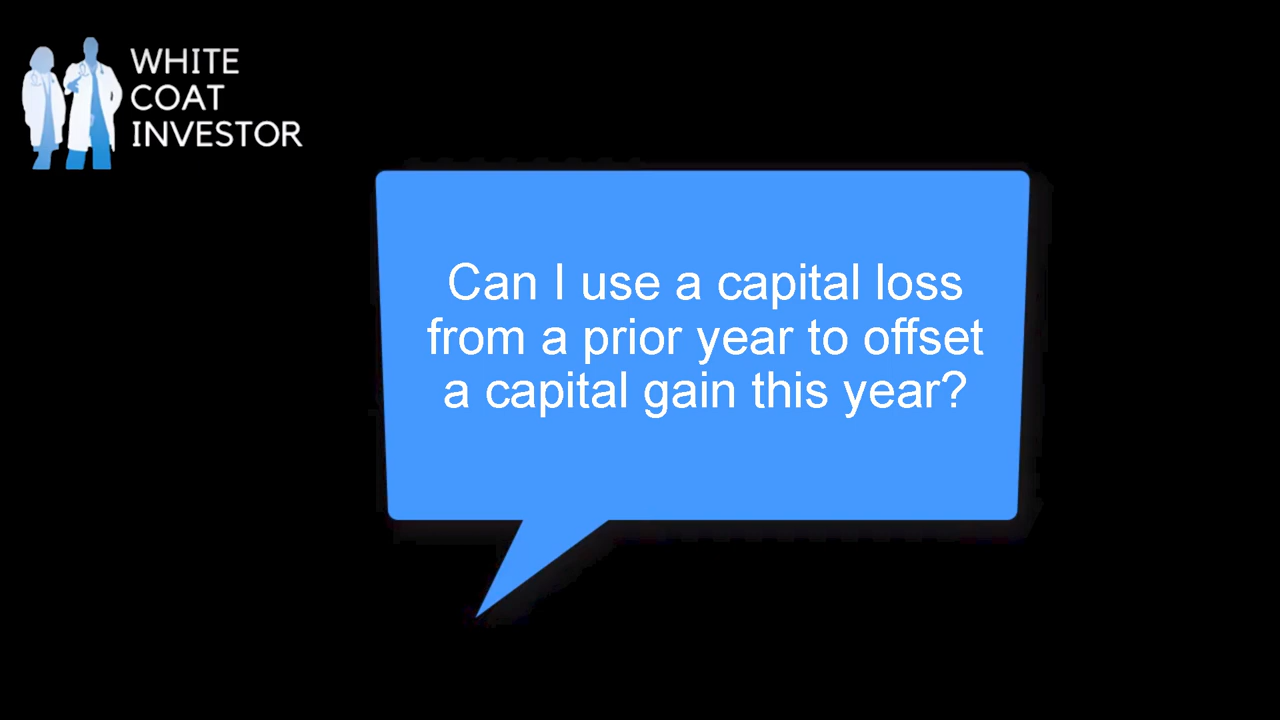 WHITE
COAT
INVESTOR
Can I use a capital loss
from a prior year to offset
a capital gain this year?